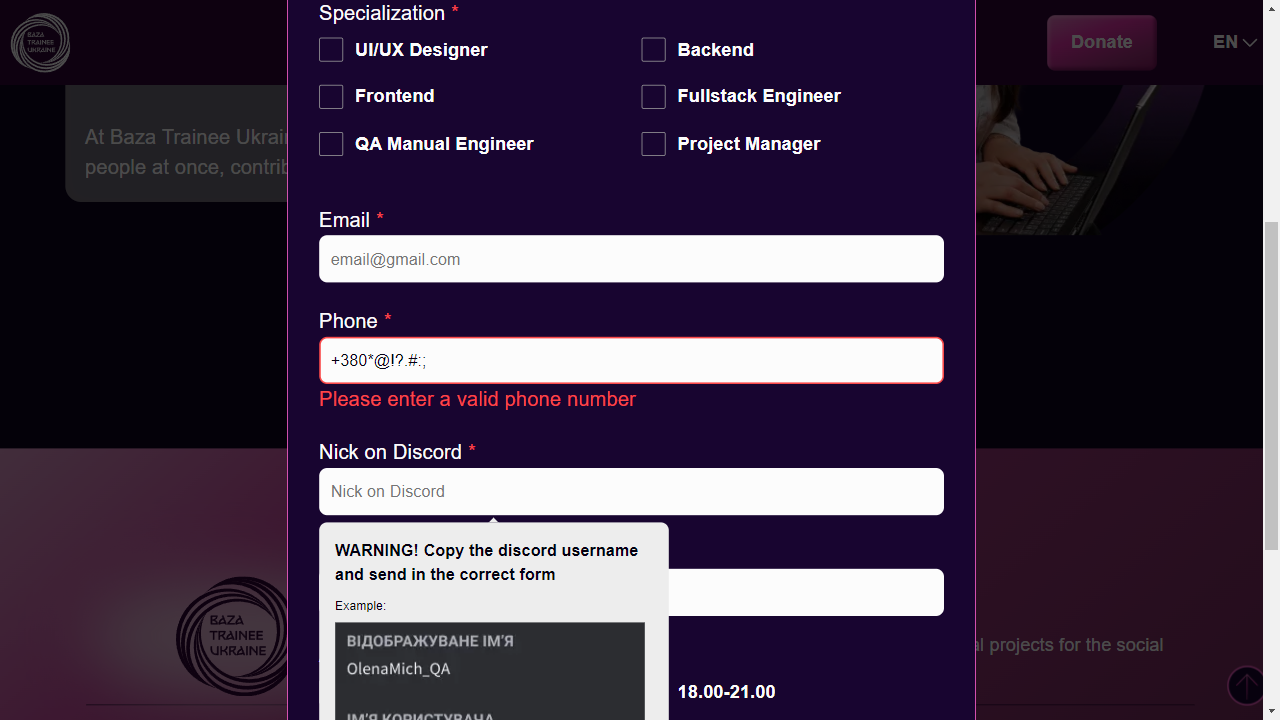 Specialization *
UI/UX Designer
Backend
Frontend
Fullstack Engineer
QA Manual Engineer
Project Manager
BAZA
TRAINEE
UKRAINE
Donate
EN
At Baza Trainee Ukrai
people at once, contrib
Email *
email@gmail.com
Phone *
+380*@!?.#:;
Please enter a valid phone number
Nick on Discord *
Nick on Discord
WARNING! Copy the discord username
and send in the correct form
Example:
ВІДОБРАЖУВАНЕ ІМ'Я
OlenaMich_QA
ІМ'Я КОРИСТУВАЧА
BAZA
TRAINEE
UKRAINE
al projects for the social
18.00-21.00